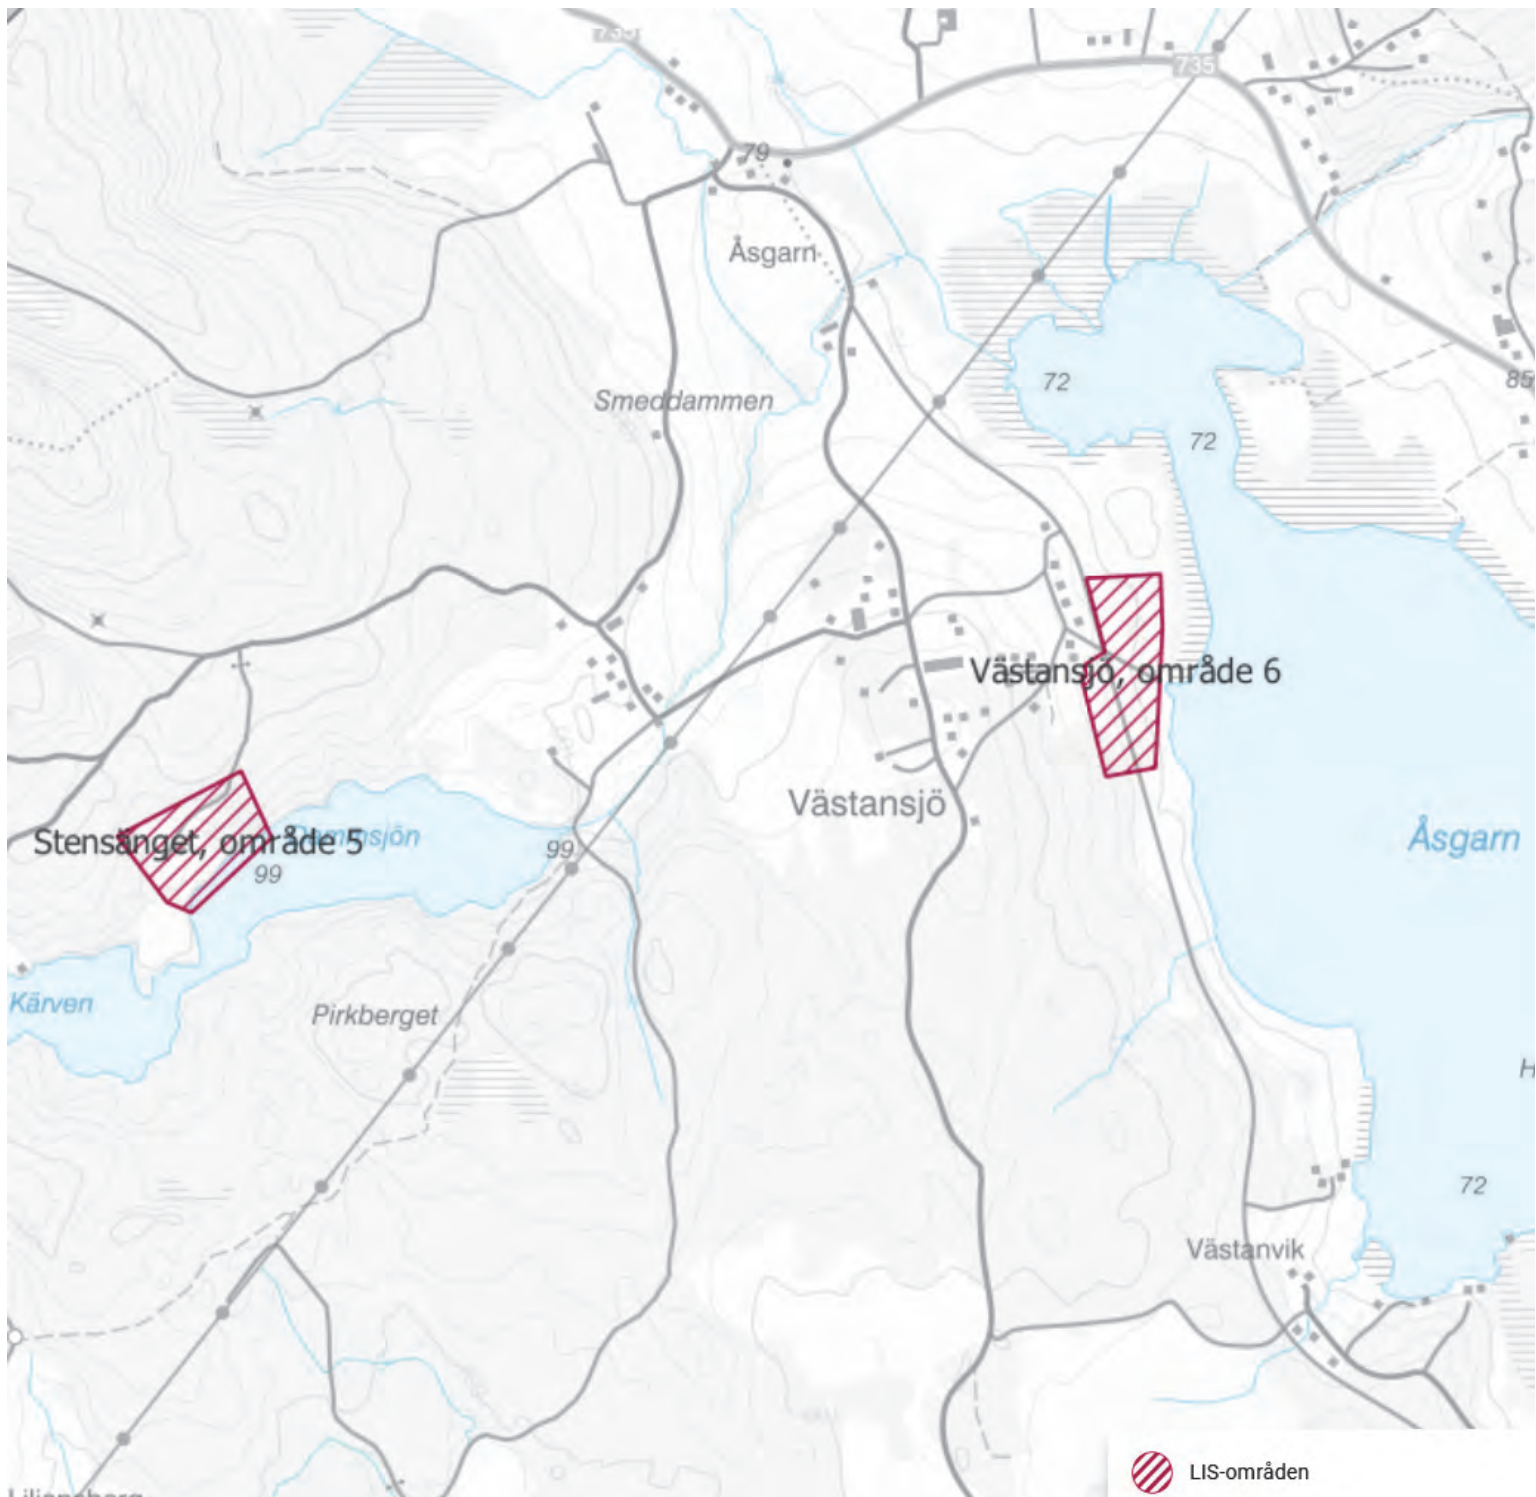 735
79
Åsgarn
72
Smeddammen
85
72
Västansjö, område 6
Västansjö
Stensänget, område 5
Dammsjön
99
99
Åsgarn
Kärven
Pirkberget
72
Västanvik
LIS-områden